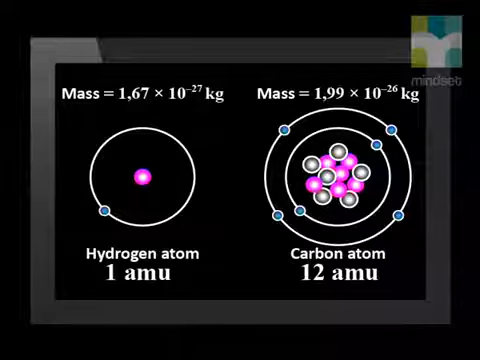 mindset
Mass = 1,67 × 10⁻²⁷ kg
Mass = 1,99 × 10⁻²⁶ kg
Hydrogen atom
1 amu
Carbon atom
12 amu